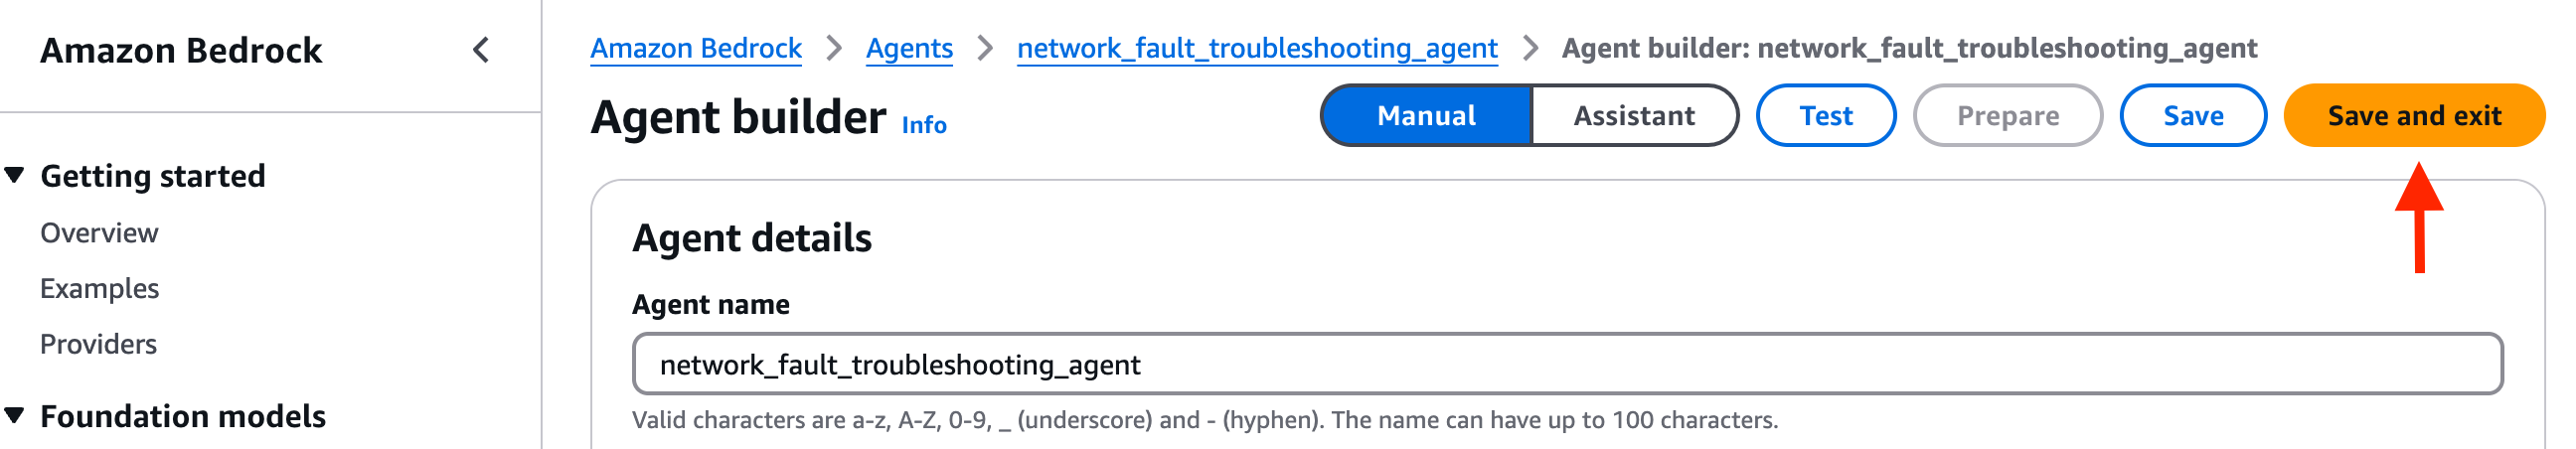 Amazon Bedrock
Getting started
Overview
Examples
Providers
Foundation models
Amazon Bedrock > Agents > network_fault_troubleshooting_agent > Agent builder: network_fault_troubleshooting_agent
Agent builder Info
Manual Assistant Test Prepare Save Save and exit
Agent details
Agent name
network_fault_troubleshooting_agent
Valid characters are a-z, A-Z, 0-9, _ (underscore) and - (hyphen). The name can have up to 100 characters.